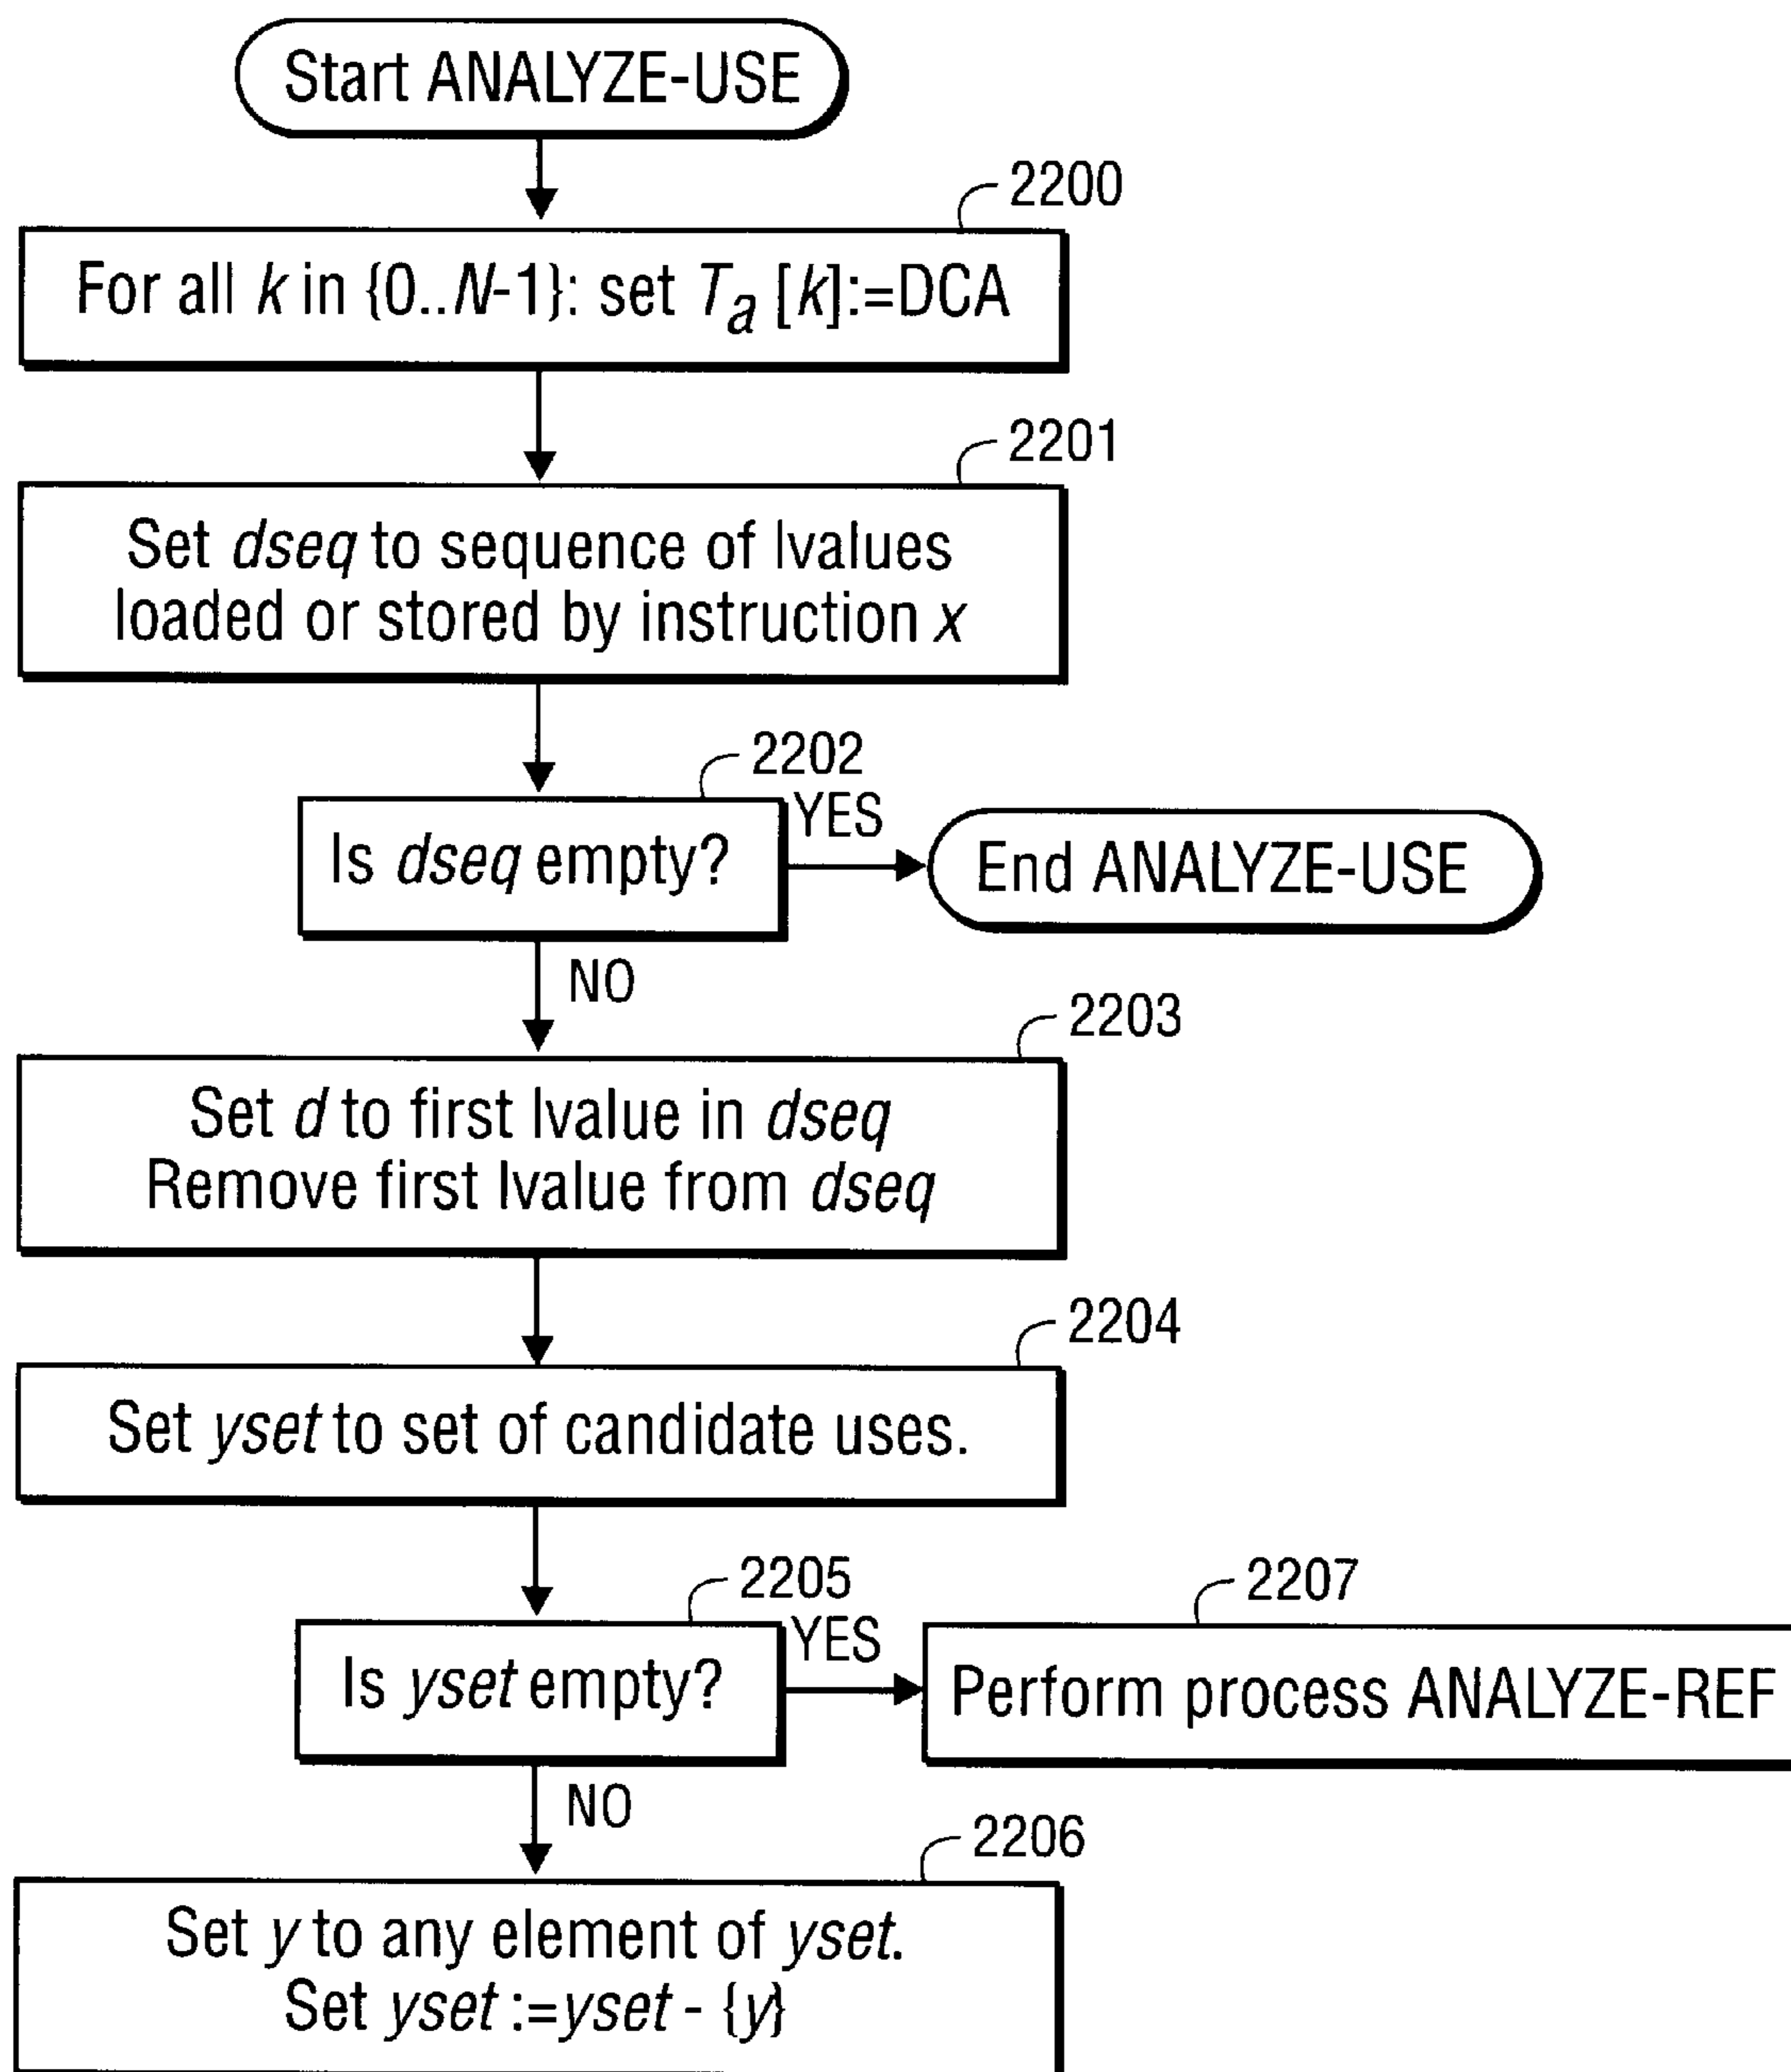 Start ANALYZE-USE
2200
For all k in {0..N-1}: set Ta [k]:=DCA
2201
Set dseq to sequence of lvalues
loaded or stored by instruction x
2202
Is dseq empty?
YES
End ANALYZE-USE
NO
2203
Set d to first lvalue in dseq
Remove first lvalue from dseq
2204
Set yset to set of candidate uses.
2205
Is yset empty?
YES
2207
Perform process ANALYZE-REF
NO
2206
Set y to any element of yset.
Set yset :=yset - {y}